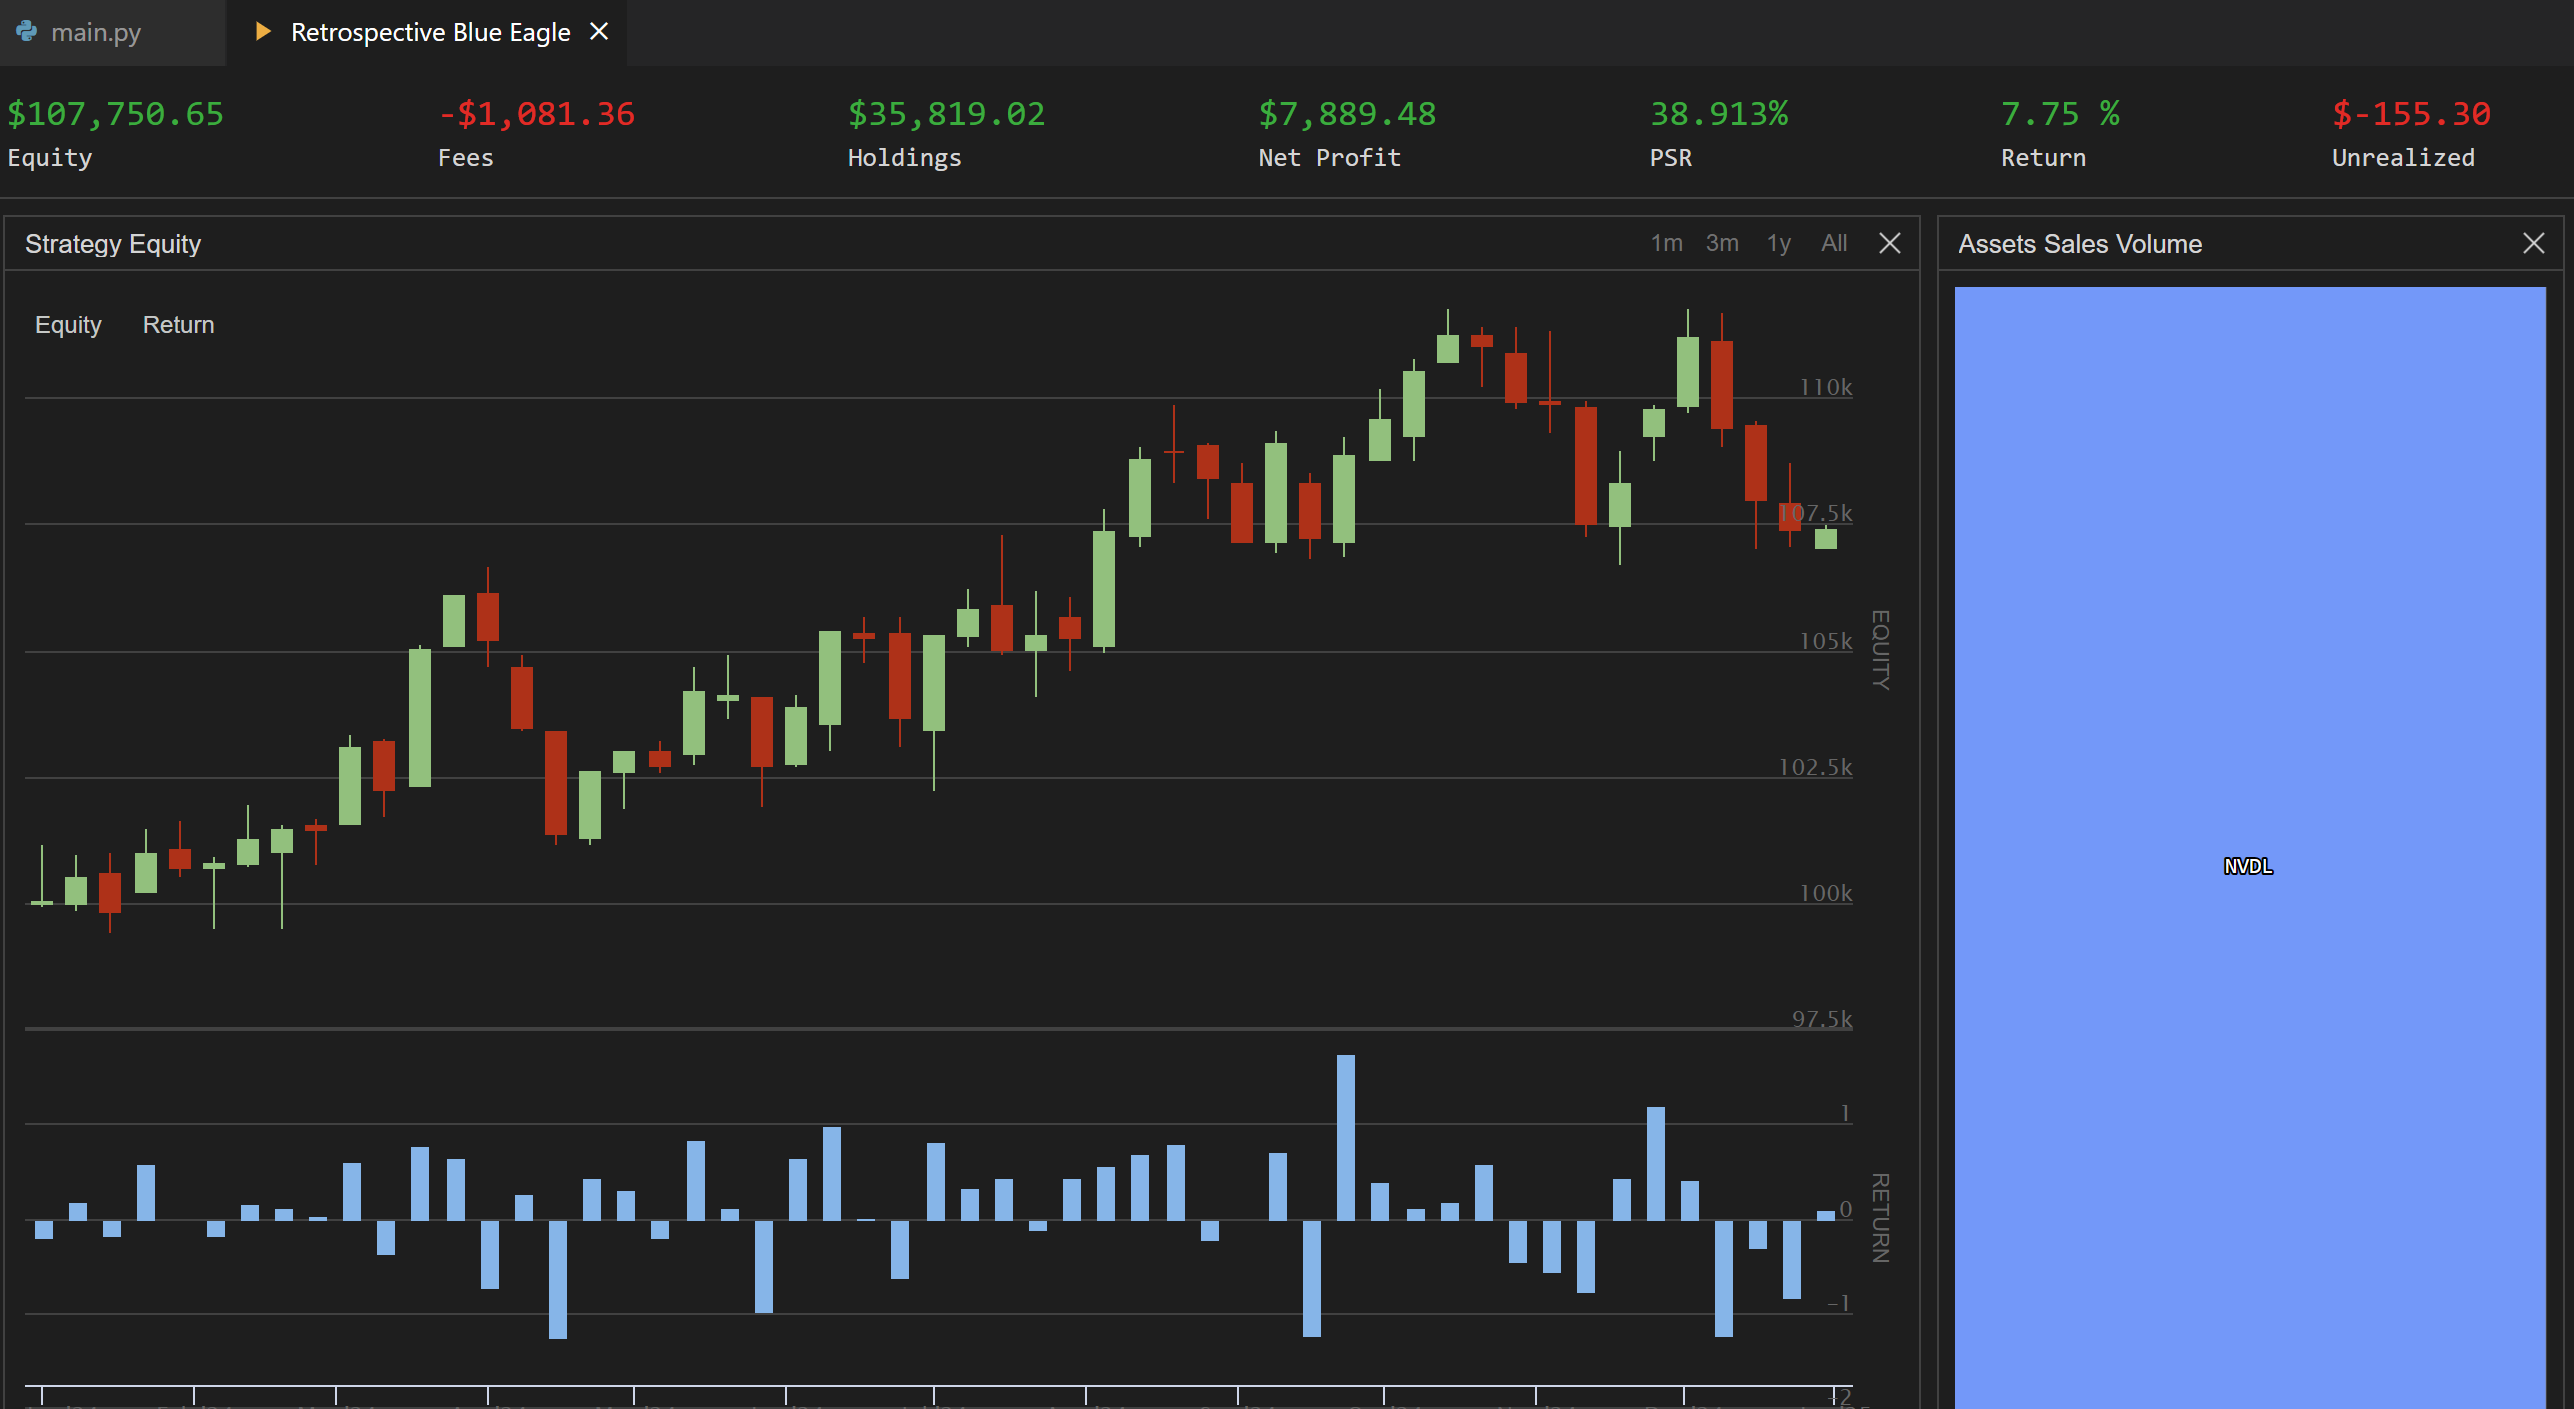 main.py Retrospective Blue Eagle
$107,750.65 -$1,081.36 $35,819.02 $7,889.48 38.913% 7.75 % $-155.30
Equity Fees Holdings Net Profit PSR Return Unrealized
Strategy Equity 1m 3m 1y All
Equity Return
110k
107.5k
105k
102.5k
100k
97.5k
EQUITY
1
0
-1
-2
RETURN
Assets Sales Volume
NVDL